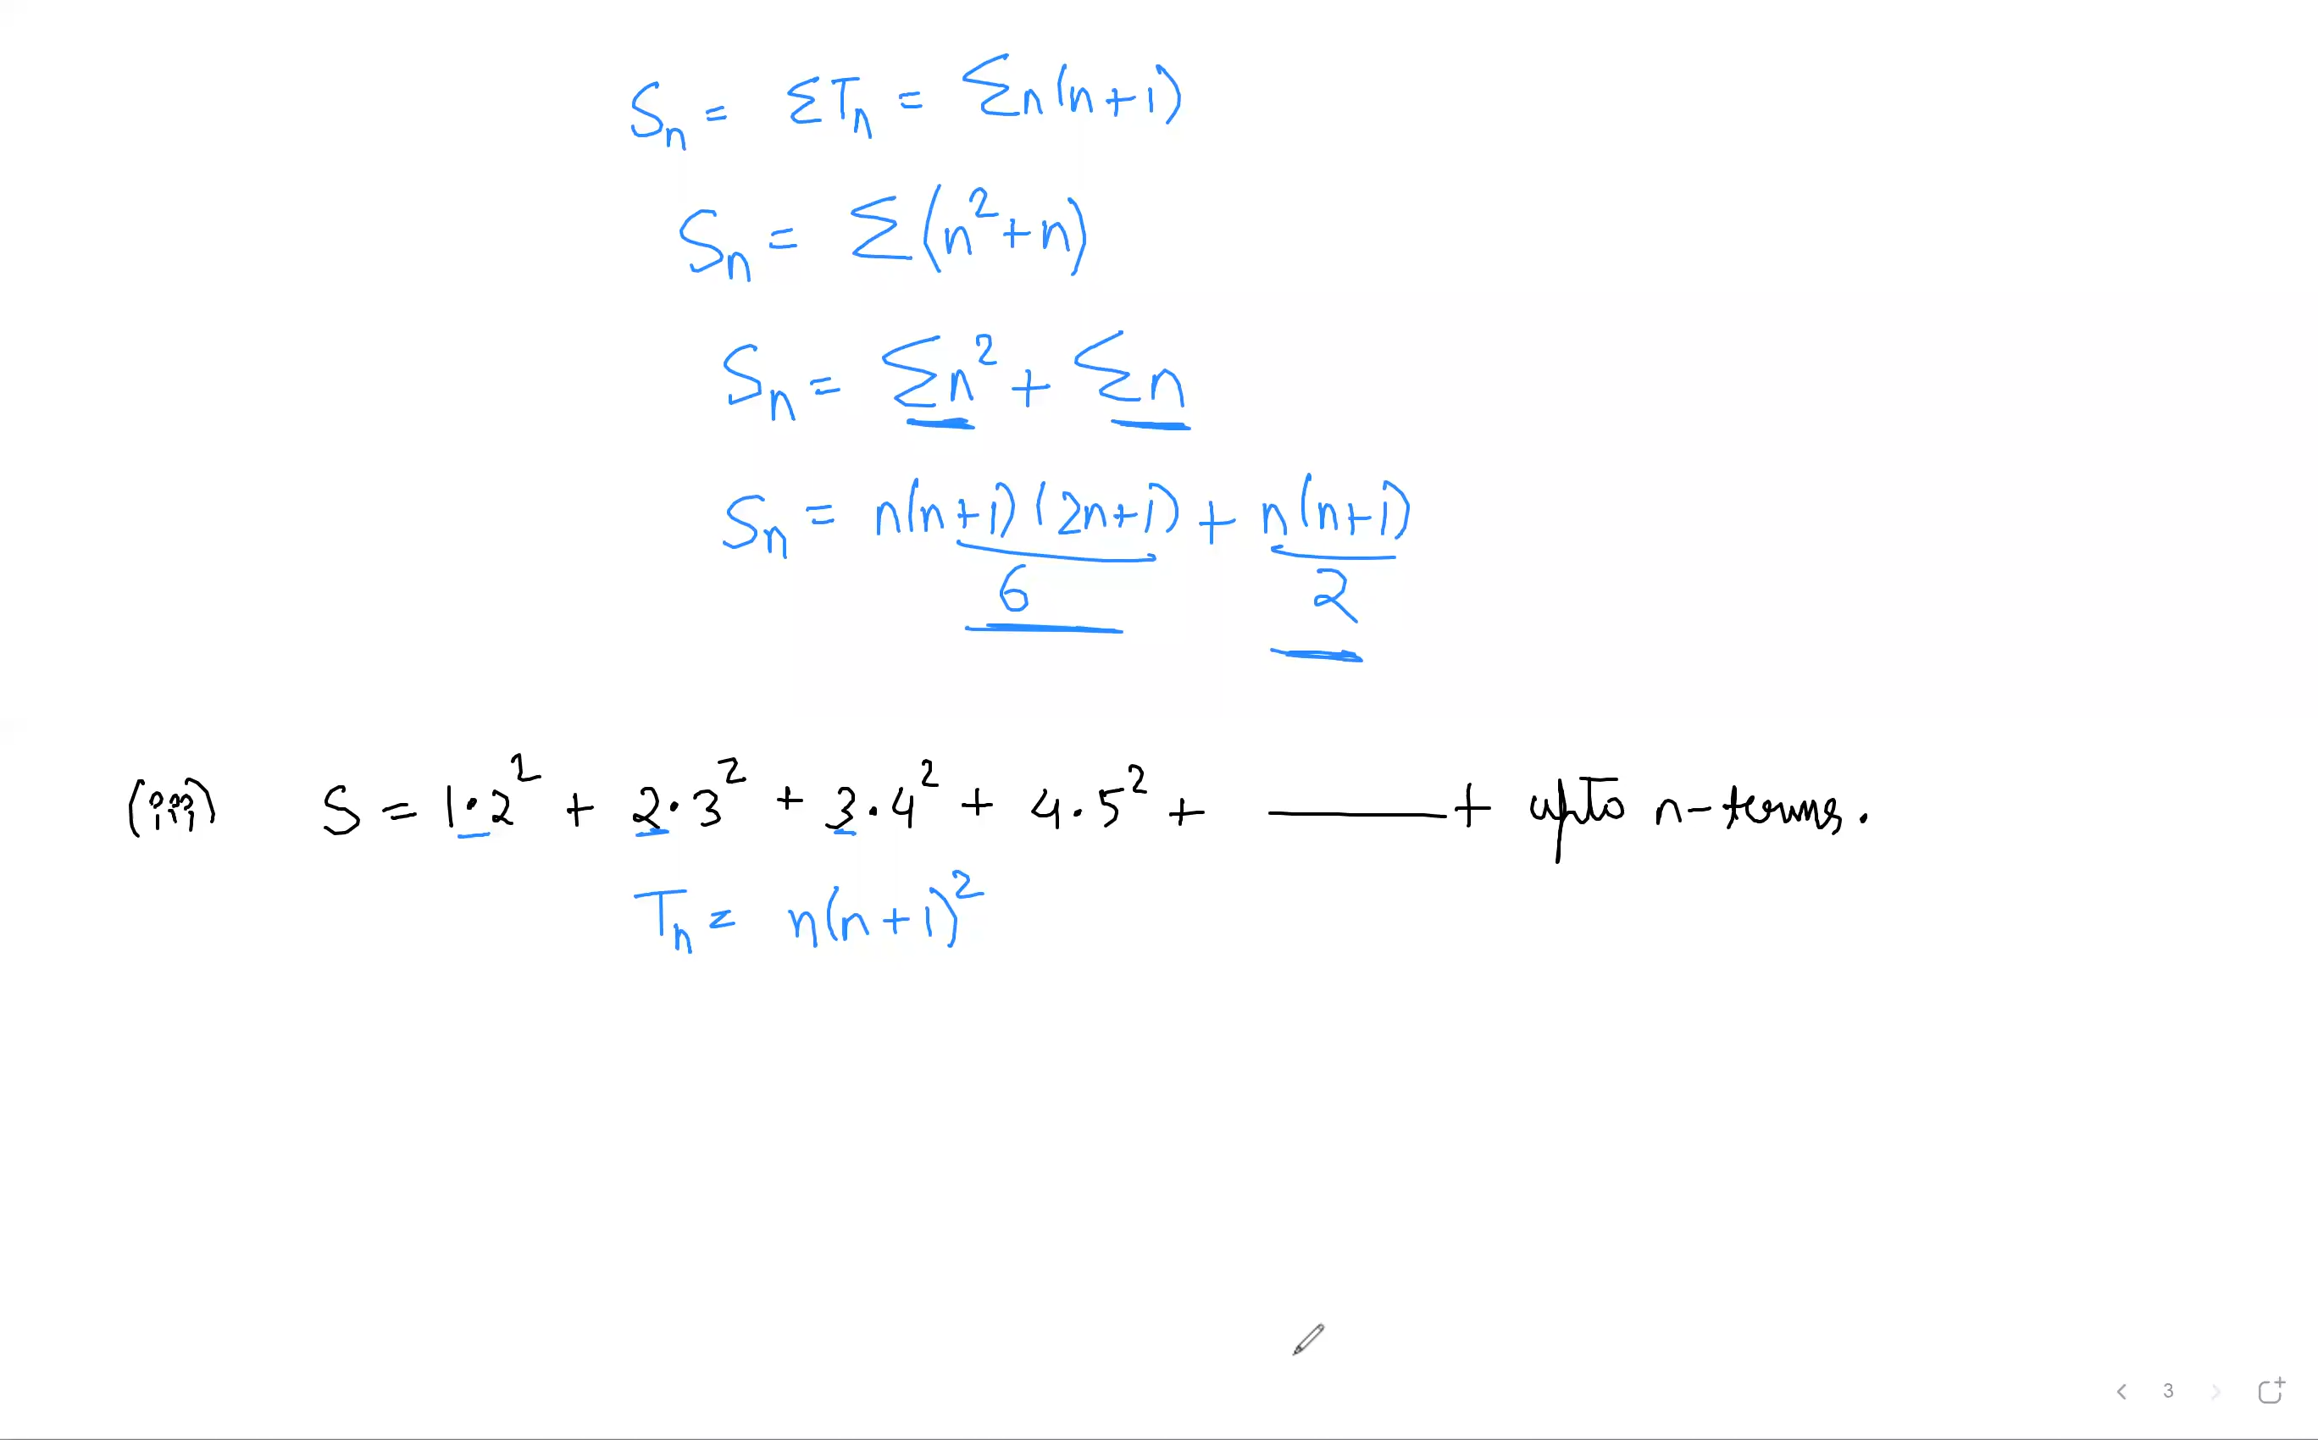 Sₙ = ΣTₙ = Σn(n+1)
Sₙ = Σ(n²+n)
Sₙ = Σn² + Σn
Sₙ = n(n+1)(2n+1)/6 + n(n+1)/2
(iii) S = 1·2² + 2·3² + 3·4² + 4·5² + ——— + upto n-terms.
Tₙ = n(n+1)²
3